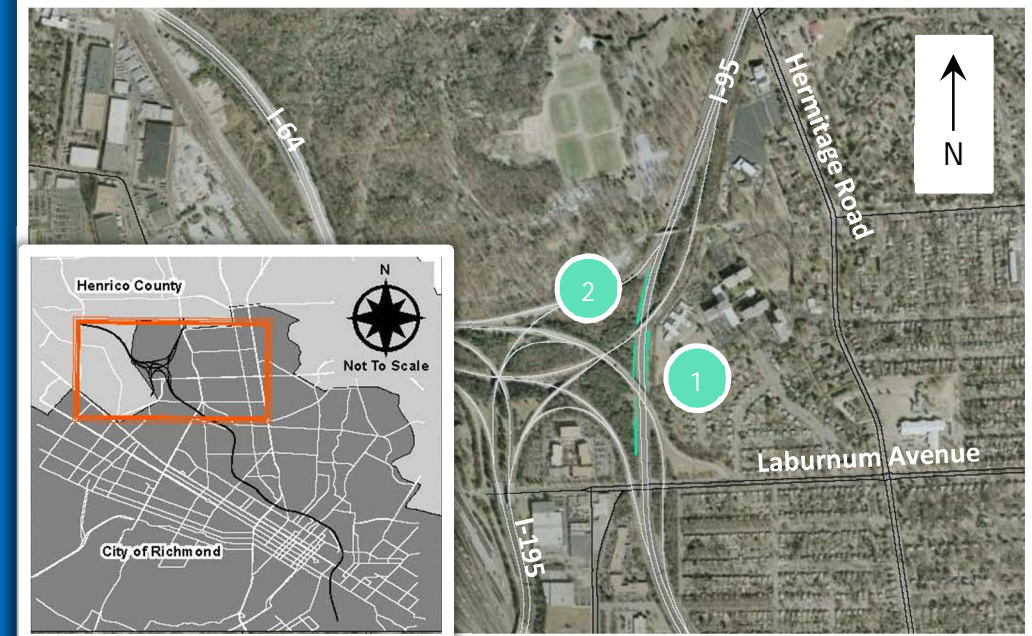 I-95
Hermitage Road
N
I-64
2
1
Laburnum Avenue
I-195
Henrico County
N
Not To Scale
City of Richmond